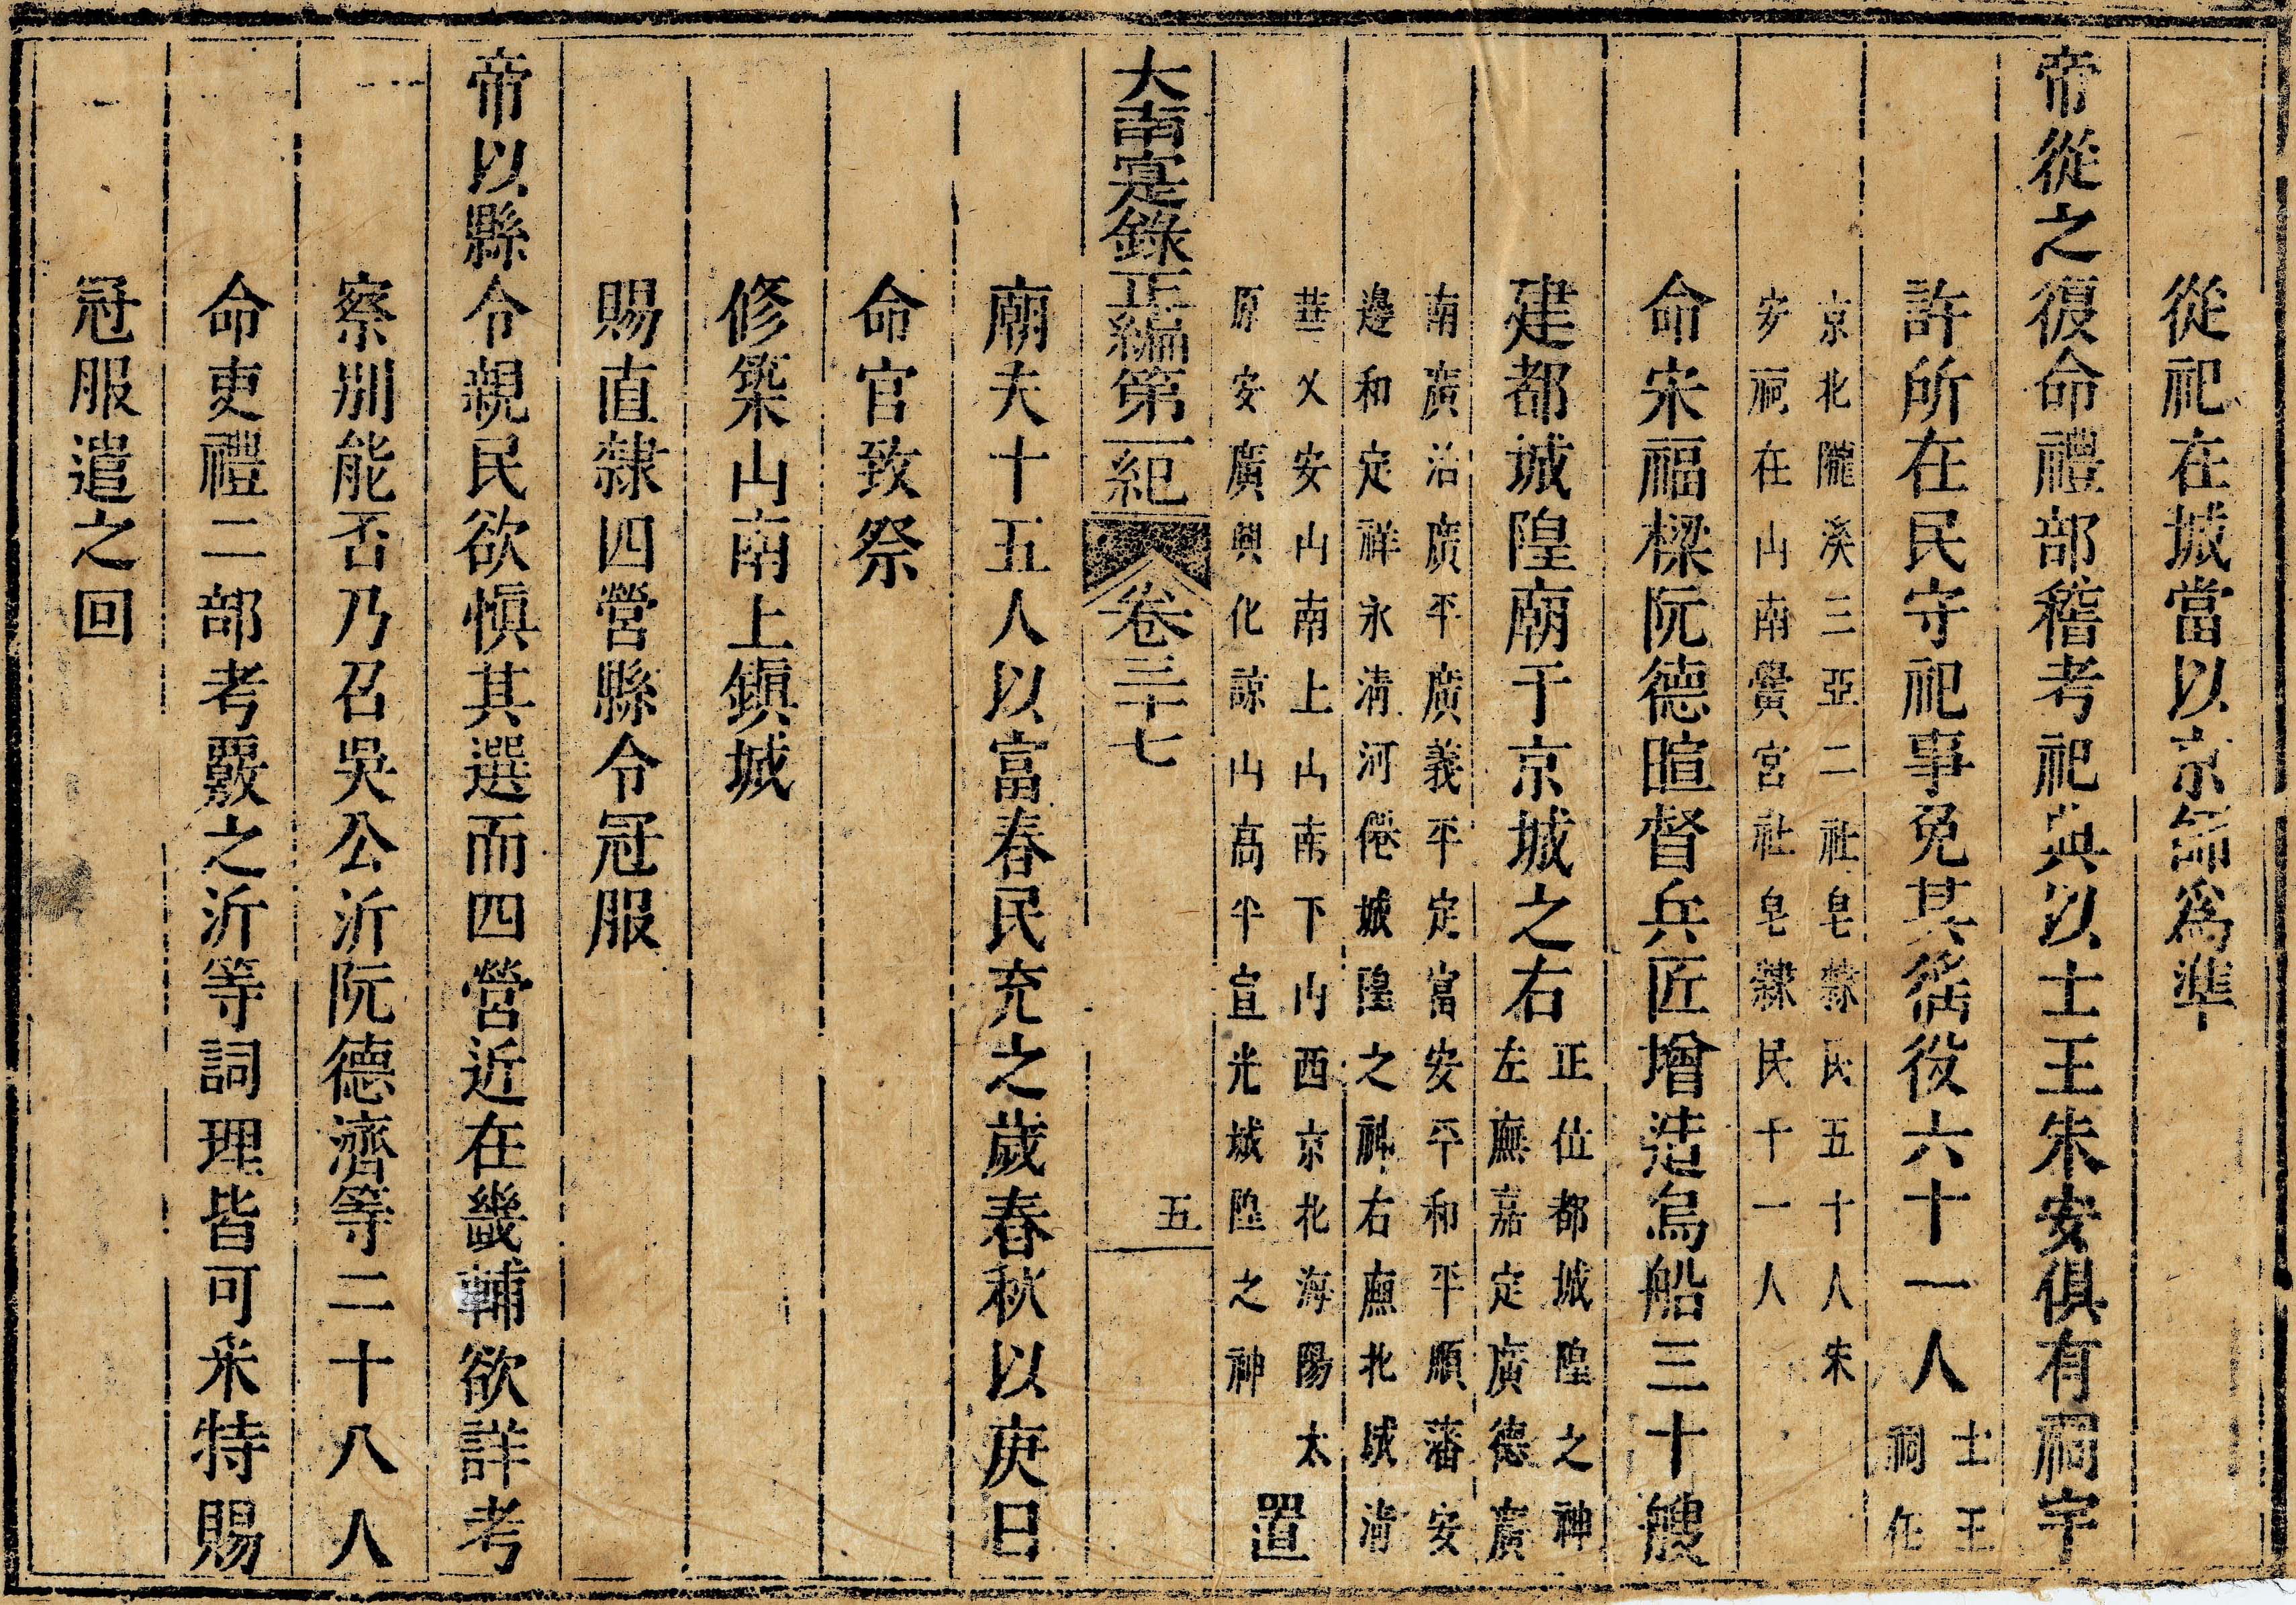 從祀在城當以京師爲準
帝從之復命禮部稽考祀典以士王朱安俱有祠宇
許所在民守祀事免其徭役六十一人士王
祠在
京北隴溪三亞二社皂隸民五十人朱
安祠在山南黌宮社皂隸民十一人
命宋福樑阮德暄督兵匠增造烏船三十艘
建都城隍廟于京城之右正位都城隍之神
左廡嘉定廣德廣
南廣治廣平廣義平定富安平和平順藩安
邊和定祥永清河僊城隍之神右廡北城清
華乂安山南上山南下山西京北海陽太
原安廣興化諒山高平宣光城隍之神
置
大南寔錄正編第一紀 卷三十七 五
廟夫十五人以富春民充之歲春秋以庚日
命官致祭
修築山南上鎭城
賜直隸四營縣令冠服
帝以縣令親民欲愼其選而四營近在畿輔欲詳考
察別能否乃召吳公沂阮德濟等二十八人
命吏禮二部考覈之沂等詞理皆可采特賜
冠服遣之回